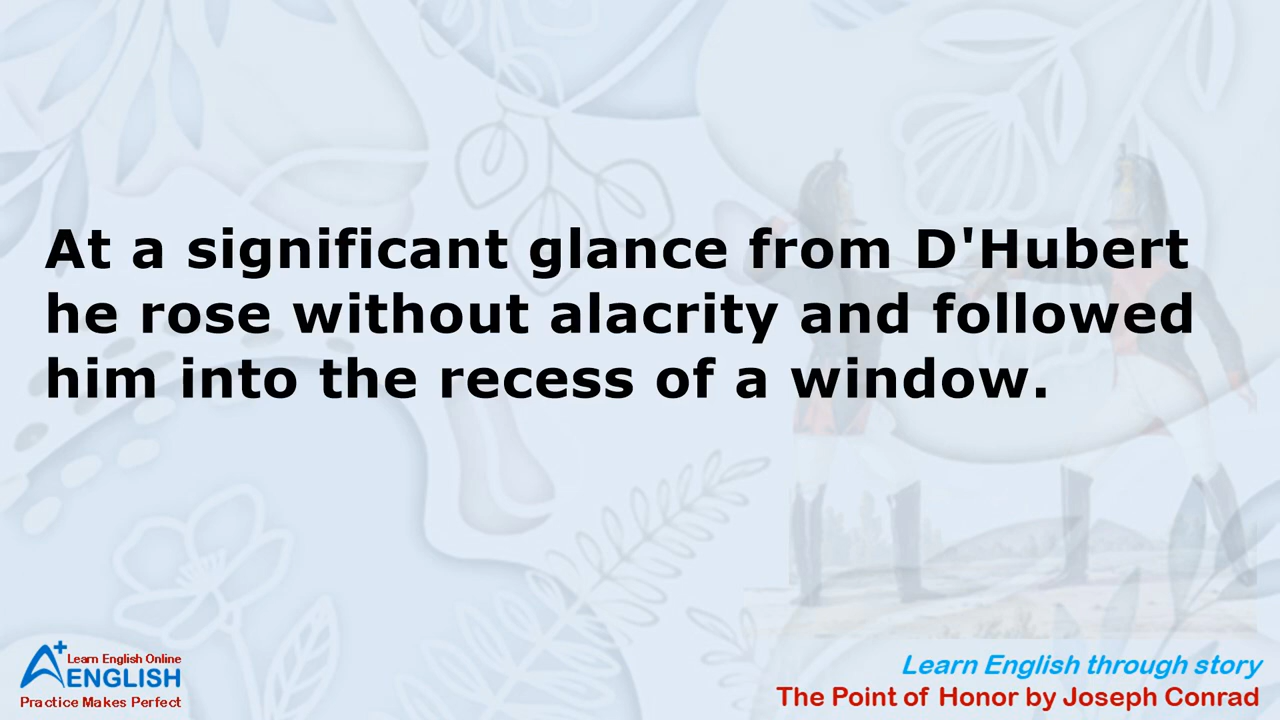 At a significant glance from D'Hubert
he rose without alacrity and followed
him into the recess of a window.
A+ Learn English Online
ENGLISH
Practice Makes Perfect
Learn English through story
The Point of Honor by Joseph Conrad